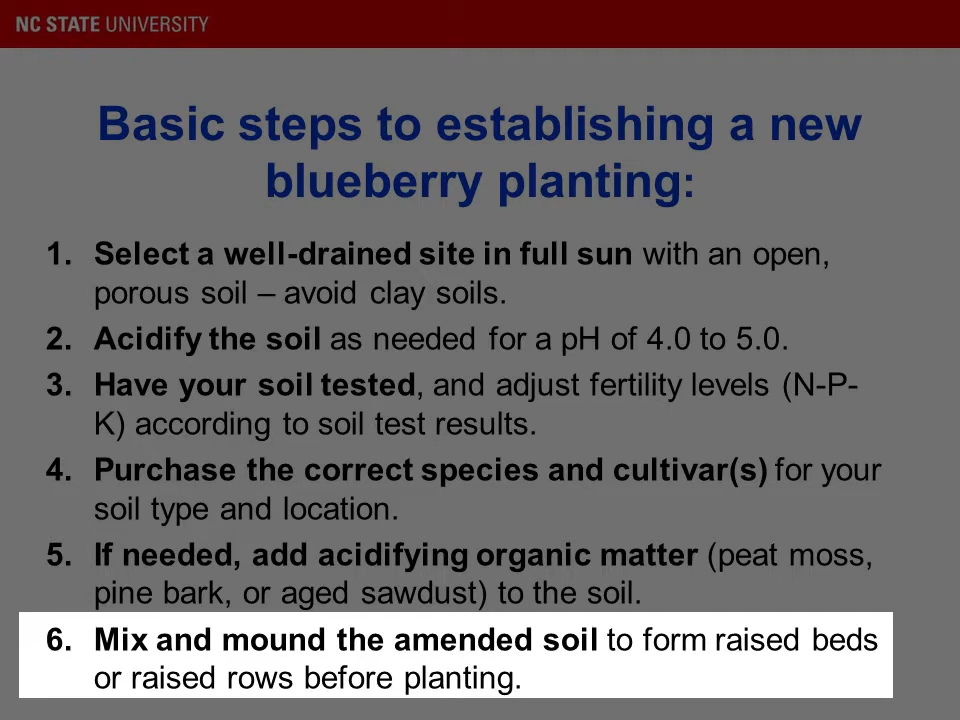 NC STATE UNIVERSITY
Basic steps to establishing a new
blueberry planting:
1. Select a well-drained site in full sun with an open,
porous soil – avoid clay soils.
2. Acidify the soil as needed for a pH of 4.0 to 5.0.
3. Have your soil tested, and adjust fertility levels (N-P-
K) according to soil test results.
4. Purchase the correct species and cultivar(s) for your
soil type and location.
5. If needed, add acidifying organic matter (peat moss,
pine bark, or aged sawdust) to the soil.
6. Mix and mound the amended soil to form raised beds
or raised rows before planting.